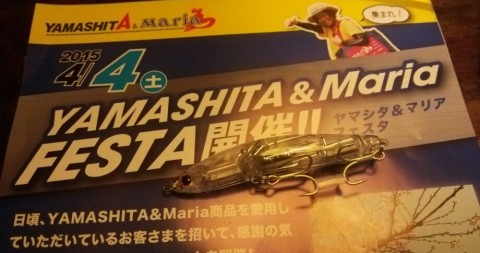 YAMASHITA & Maria
集まれ！
2015
4/4 土
YAMASHITA & Maria
FESTA開催!!
ヤマシタ＆マリア
フェスタ
日頃、YAMASHITA&Maria商品を愛用し
ていただいているお客さまを招いて、感謝の気